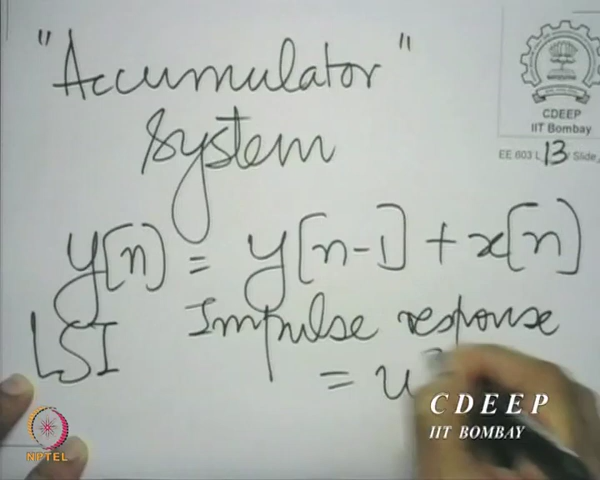 "Accumulator"
System
CDEEP
IIT Bombay
EE 603 L 13 / Slide
y[n] = y[n-1] + x[n]
LSI Impulse response
= u
CDEEP
IIT BOMBAY
NPTEL